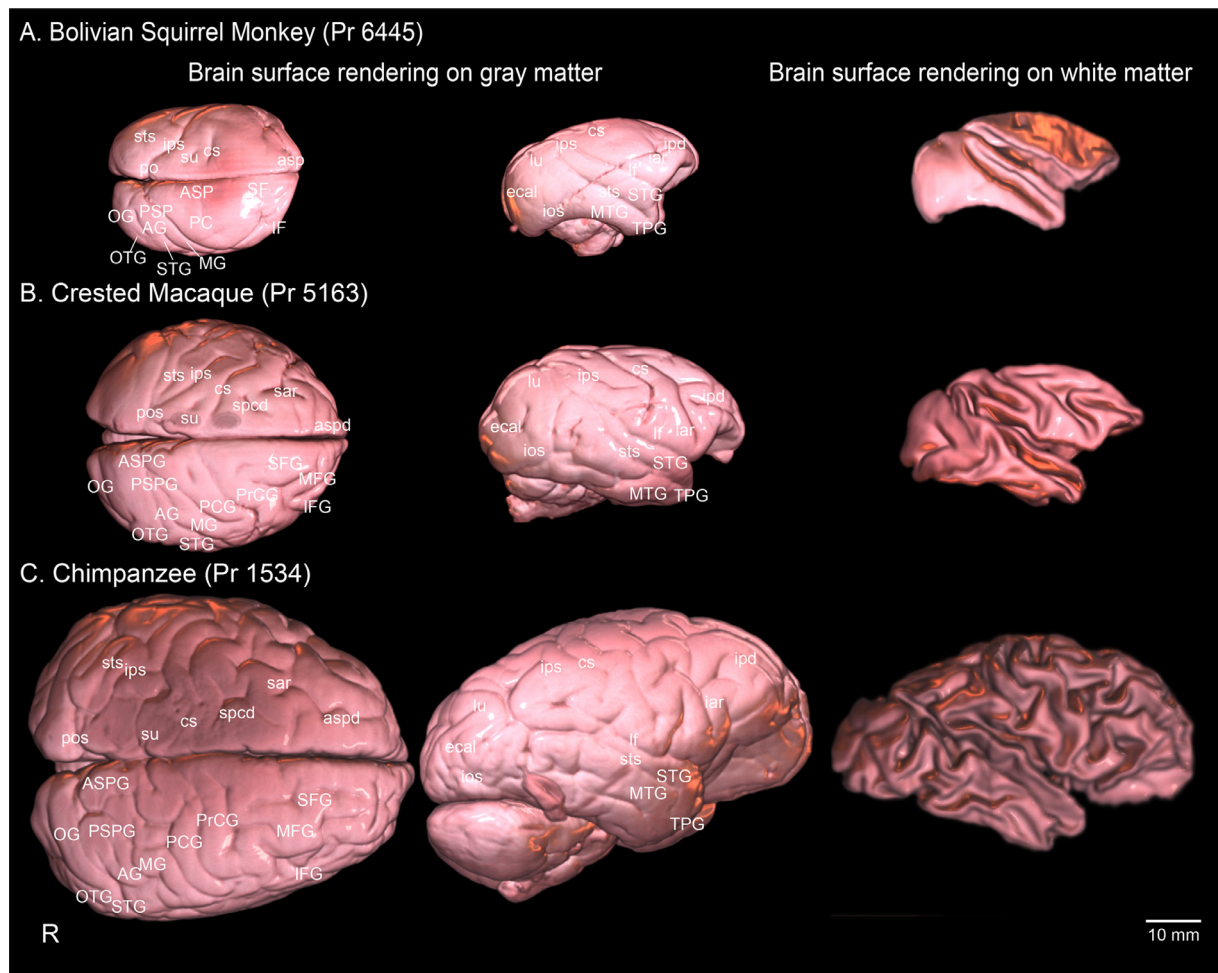 A. Bolivian Squirrel Monkey (Pr 6445)
Brain surface rendering on gray matter
Brain surface rendering on white matter
sts
ips
su
cs
po
asp
ASP
SF
OG
PSP
AG
PC
IF
OTG
STG
MG
cs
ips
ipd
lu
iar
lf
ecal
sts
STG
ios
MTG
TPG
B. Crested Macaque (Pr 5163)
sts
ips
cs
sar
spcd
pos
su
aspd
ASPG
SFG
OG
PSPG
MFG
PrCG
PCG
IFG
AG
MG
OTG
STG
lu
ips
cs
ipd
ecal
lf
iar
ios
sts
STG
MTG
TPG
C. Chimpanzee (Pr 1534)
sts
ips
sar
spcd
cs
aspd
su
pos
ASPG
SFG
OG
PSPG
PrCG
MFG
PCG
MG
AG
IFG
OTG
STG
ips
cs
ipd
lu
iar
lf
ecal
sts
ios
STG
MTG
TPG
R
10 mm